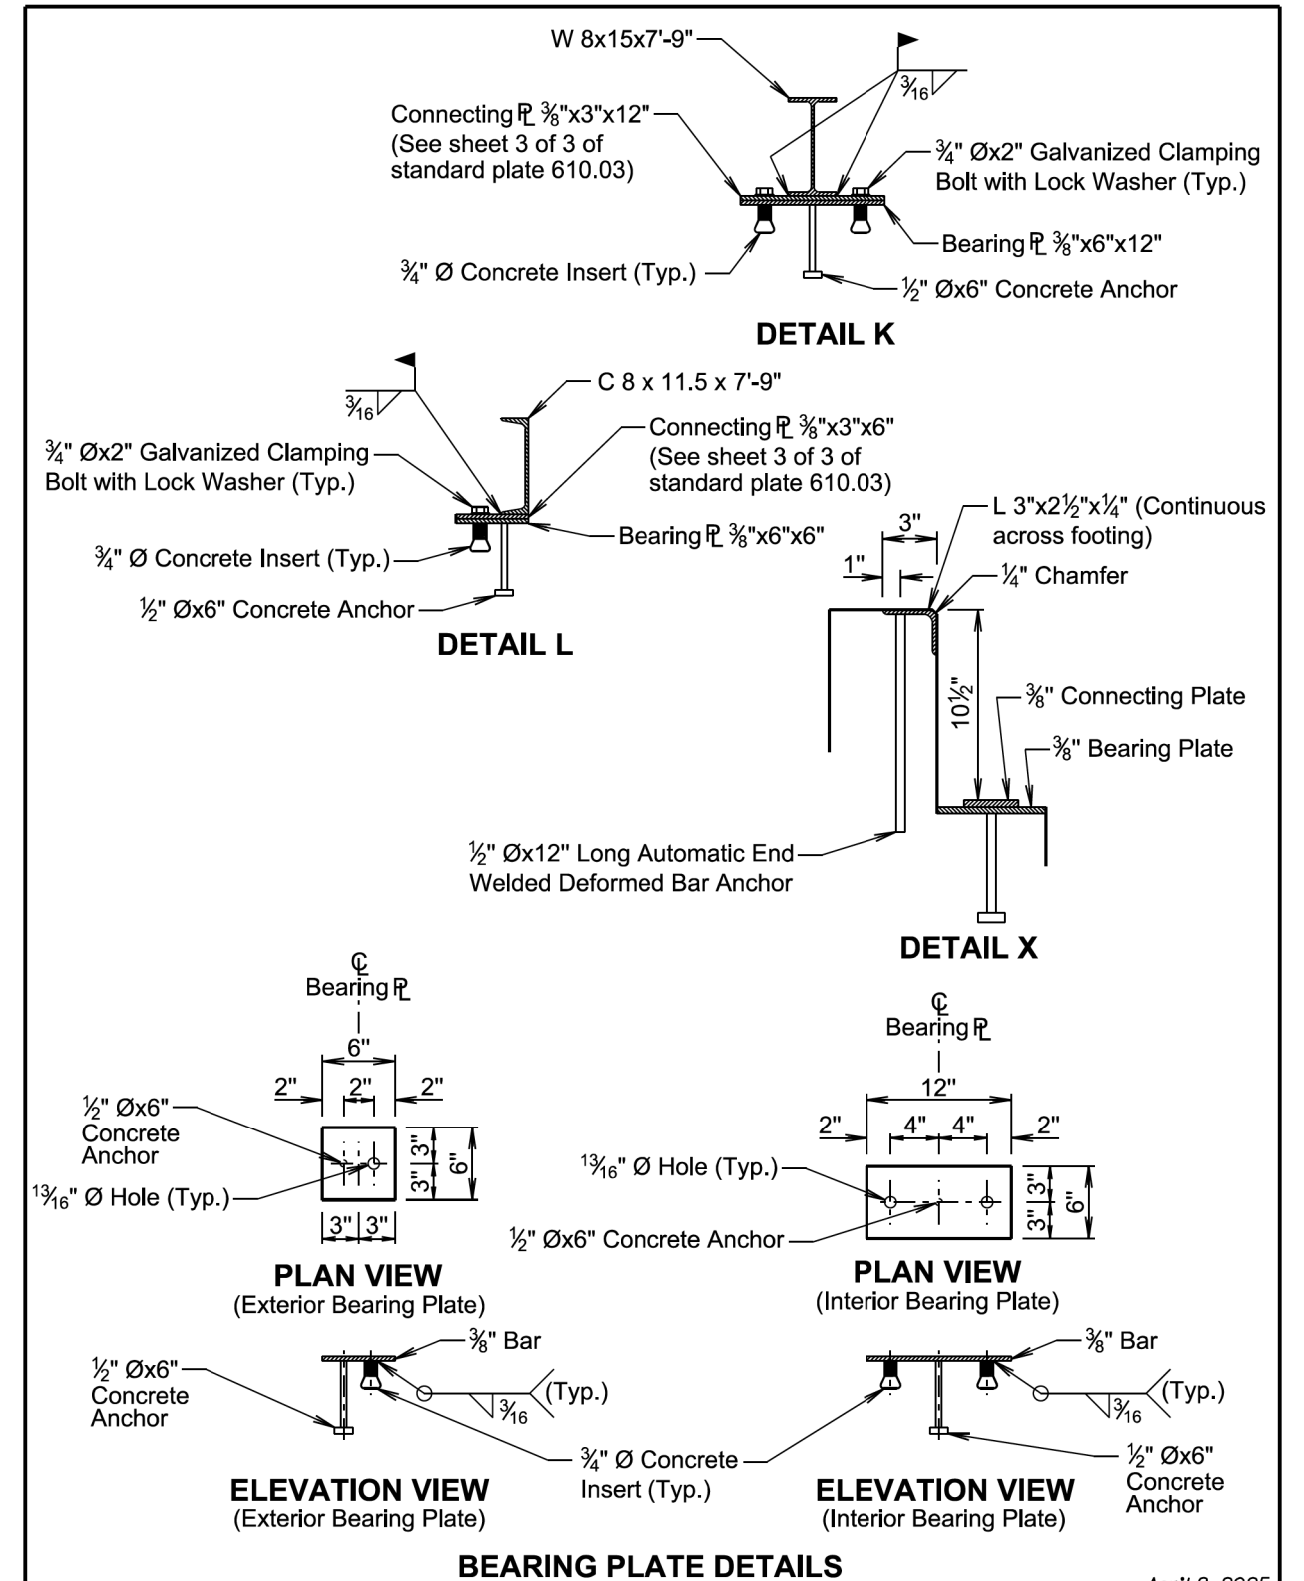 W 8x15x7'-9"
3⁄16
Connecting PL 3⁄8"x3"x12"
(See sheet 3 of 3 of
standard plate 610.03)
3⁄4" Øx2" Galvanized Clamping
Bolt with Lock Washer (Typ.)
Bearing PL 3⁄8"x6"x12"
3⁄4" Ø Concrete Insert (Typ.)
1⁄2" Øx6" Concrete Anchor
DETAIL K
C 8 x 11.5 x 7'-9"
3⁄16
Connecting PL 3⁄8"x3"x6"
(See sheet 3 of 3 of
standard plate 610.03)
3⁄4" Øx2" Galvanized Clamping
Bolt with Lock Washer (Typ.)
Bearing PL 3⁄8"x6"x6"
3⁄4" Ø Concrete Insert (Typ.)
1⁄2" Øx6" Concrete Anchor
DETAIL L
L 3"x2½"x¼" (Continuous
across footing)
3"
1"
1⁄4" Chamfer
10½"
3⁄8" Connecting Plate
3⁄8" Bearing Plate
1⁄2" Øx12" Long Automatic End
Welded Deformed Bar Anchor
DETAIL X
CL
Bearing PL
6"
2" 2" 2"
1⁄2" Øx6"
Concrete
Anchor
3"
3"
6"
13⁄16" Ø Hole (Typ.)
3" 3"
PLAN VIEW
(Exterior Bearing Plate)
CL
Bearing PL
12"
2" 4" 4" 2"
13⁄16" Ø Hole (Typ.)
3"
3"
6"
1⁄2" Øx6" Concrete Anchor
PLAN VIEW
(Interior Bearing Plate)
3⁄8" Bar
1⁄2" Øx6"
Concrete
Anchor
(Typ.)
3⁄16
3⁄4" Ø Concrete
Insert (Typ.)
ELEVATION VIEW
(Exterior Bearing Plate)
3⁄8" Bar
(Typ.)
3⁄16
1⁄2" Øx6"
Concrete
Anchor
ELEVATION VIEW
(Interior Bearing Plate)
BEARING PLATE DETAILS